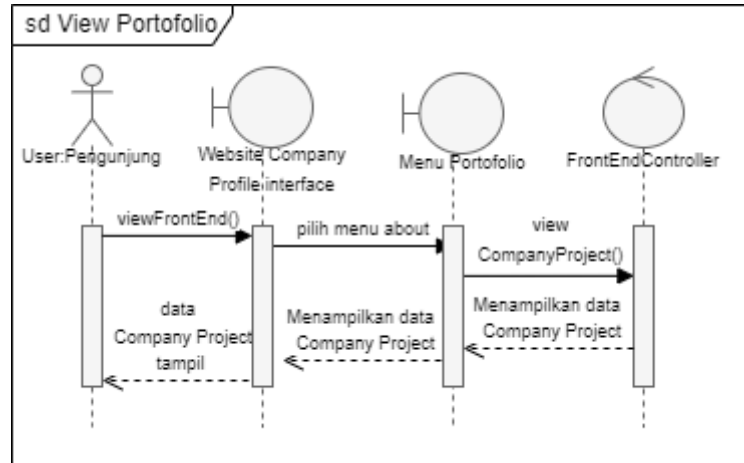 sd View Portofolio
User:Pengunjung
Website Company
Profile interface
Menu Portofolio
FrontEndController
viewFrontEnd()
pilih menu about
view
CompanyProject()
data
Company Project
tampil
Menampilkan data
Company Project
Menampilkan data
Company Project